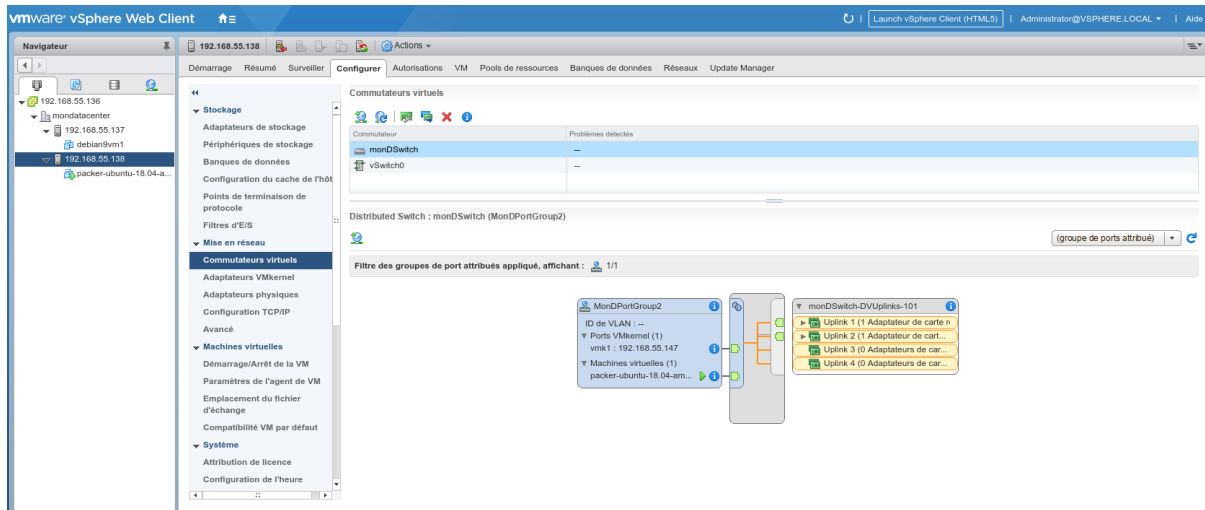 vmware® vSphere Web Client
Launch vSphere Client (HTML5)
Administrator@VSPHERE.LOCAL
Aide
Navigateur
192.168.55.136
mondatacenter
192.168.55.137
debian9vm1
192.168.55.138
packer-ubuntu-18.04-a...
192.168.55.138
Actions
Démarrage Résumé Surveiller Configurer Autorisations VM Pools de ressources Banques de données Réseaux Update Manager
Stockage
Adaptateurs de stockage
Périphériques de stockage
Banques de données
Configuration du cache de l'hôt
Points de terminaison de
protocole
Filtres d'E/S
Mise en réseau
Commutateurs virtuels
Adaptateurs VMkernel
Adaptateurs physiques
Configuration TCP/IP
Avancé
Machines virtuelles
Démarrage/Arrêt de la VM
Paramètres de l'agent de VM
Emplacement du fichier
d'échange
Compatibilité VM par défaut
Système
Attribution de licence
Configuration de l'heure
Commutateurs virtuels
Commutateur Problèmes détectés
monDSwitch --
vSwitch0 --
Distributed Switch : monDSwitch (MonDPortGroup2)
(groupe de ports attribué)
Filtre des groupes de port attribués appliqué, affichant : 1/1
MonDPortGroup2
ID de VLAN : --
Ports VMkernel (1)
vmk1 : 192.168.55.147
Machines virtuelles (1)
packer-ubuntu-18.04-am...
monDSwitch-DVUplinks-101
Uplink 1 (1 Adaptateur de carte r
Uplink 2 (1 Adaptateur de cart...
Uplink 3 (0 Adaptateurs de car...
Uplink 4 (0 Adaptateurs de car...